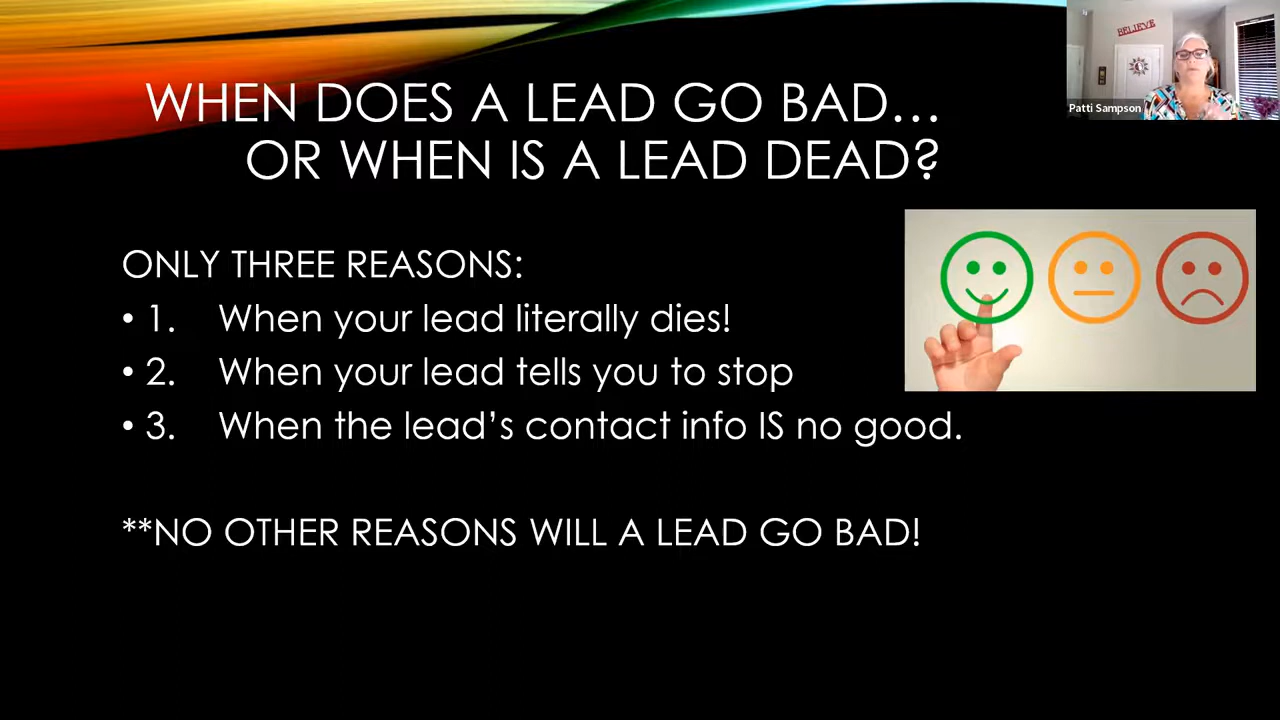 WHEN DOES A LEAD GO BAD…
OR WHEN IS A LEAD DEAD?
BELIEVE
Patti Sampson
ONLY THREE REASONS:
• 1. When your lead literally dies!
• 2. When your lead tells you to stop
• 3. When the lead’s contact info IS no good.
**NO OTHER REASONS WILL A LEAD GO BAD!